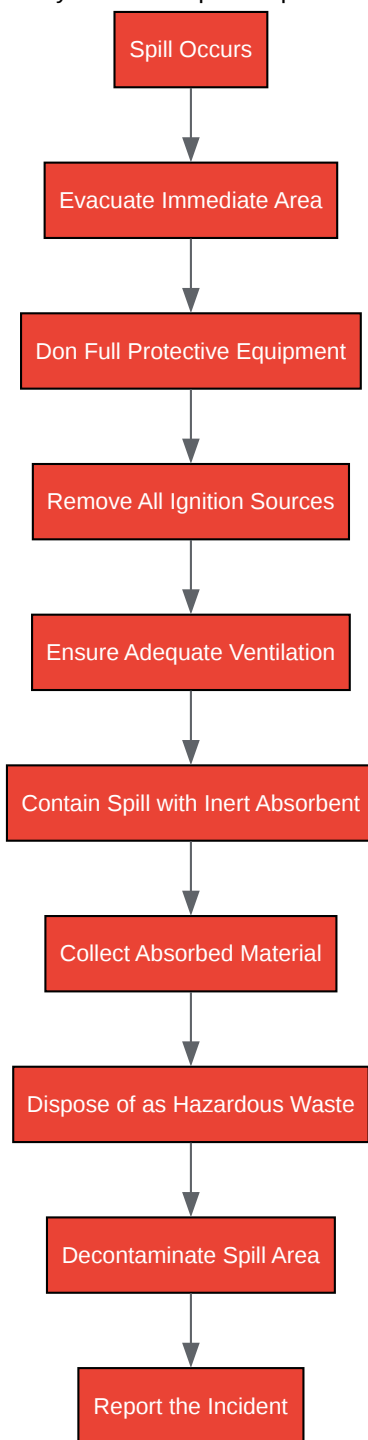 Spill Occurs
Evacuate Immediate Area
Don Full Protective Equipment
Remove All Ignition Sources
Ensure Adequate Ventilation
Contain Spill with Inert Absorbent
Collect Absorbed Material
Dispose of as Hazardous Waste
Decontaminate Spill Area
Report the Incident